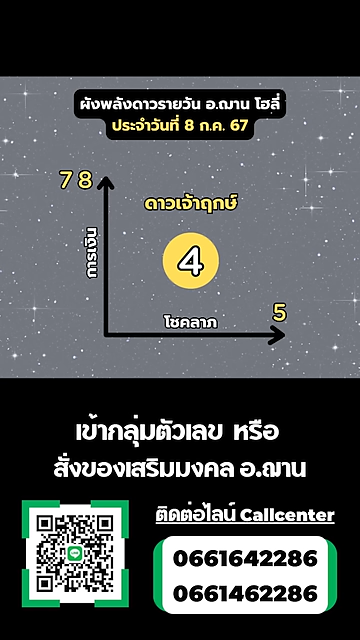 ผังพลังดาวรายวัน อ.ฌาน โฮลี่
ประจำวันที่ 8 ก.ค. 67
7 8
ดาวเจ้าฤกษ์
การเงิน
4
โชคลาภ
5
เข้ากลุ่มตัวเลข หรือ
สั่งของเสริมมงคล อ.ฌาน
ติดต่อไลน์ Callcenter
0661642286
0661462286